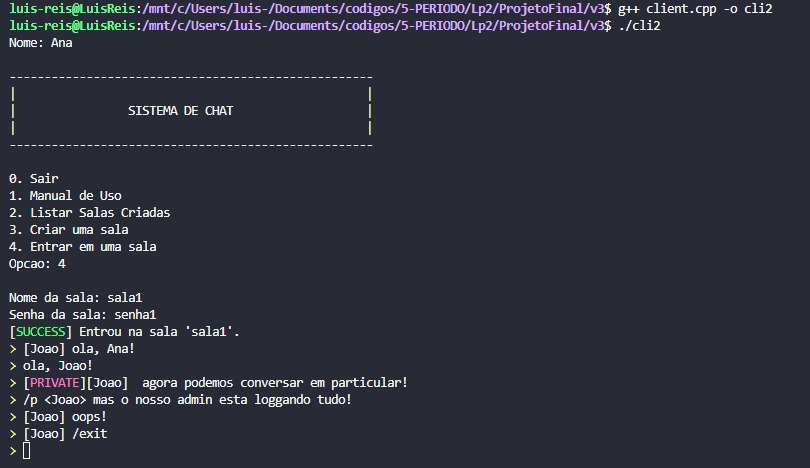 luis-reis@LuisReis:/mnt/c/Users/luis-/Documents/codigos/5-PERIODO/Lp2/ProjetoFinal/v3$ g++ client.cpp -o cli2
luis-reis@LuisReis:/mnt/c/Users/luis-/Documents/codigos/5-PERIODO/Lp2/ProjetoFinal/v3$ ./cli2
Nome: Ana
----------------------------------------------------
|                                                  |
|                SISTEMA DE CHAT                   |
|                                                  |
----------------------------------------------------
0. Sair
1. Manual de Uso
2. Listar Salas Criadas
3. Criar uma sala
4. Entrar em uma sala
Opcao: 4
Nome da sala: sala1
Senha da sala: senha1
[SUCCESS] Entrou na sala 'sala1'.
> [Joao] ola, Ana!
> ola, Joao!
> [PRIVATE][Joao]  agora podemos conversar em particular!
> /p <Joao> mas o nosso admin esta loggando tudo!
> [Joao] oops!
> [Joao] /exit
>